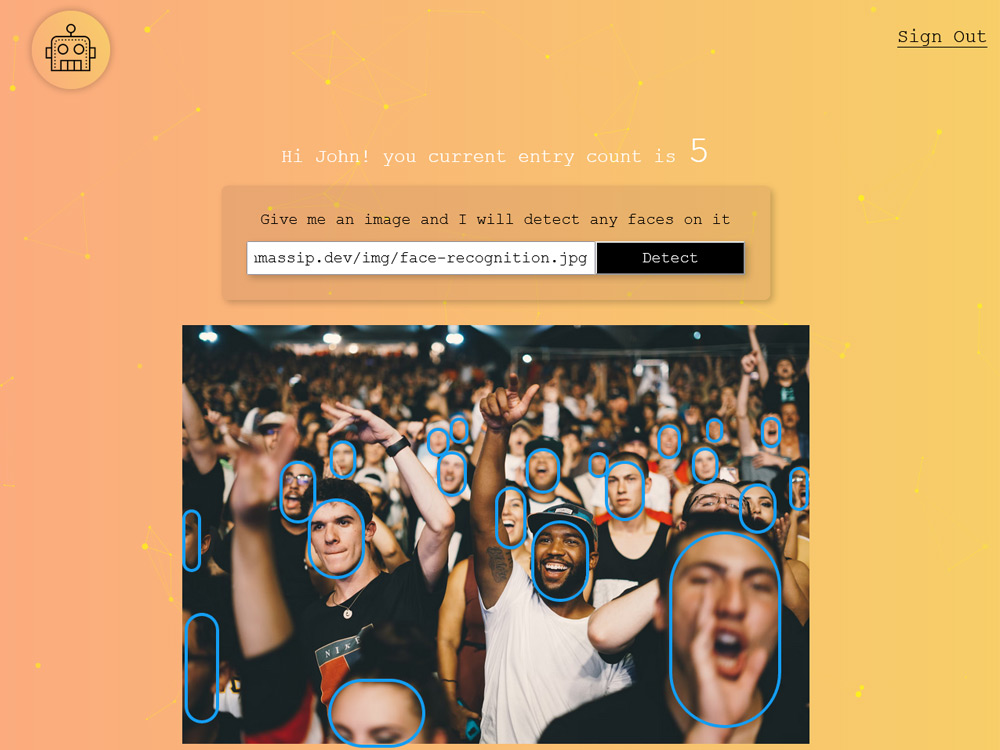 Sign Out
Hi John! you current entry count is 5
Give me an image and I will detect any faces on it
massip.dev/img/face-recognition.jpg Detect
NIKE